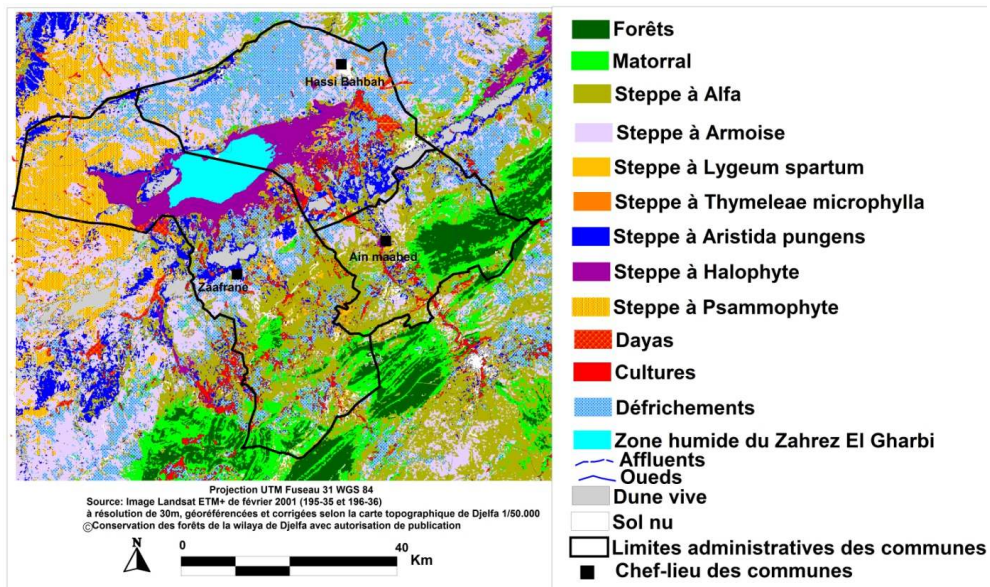 Hassi Bahbah
Ain maabed
Zaafrane
Projection UTM Fuseau 31 WGS 84
Source: Image Landsat ETM+ de février 2001 (195-35 et 196-36)
à résolution de 30m, géoréférencées et corrigées selon la carte topographique de Djelfa 1/50.000
©Conservation des forêts de la wilaya de Djelfa avec autorisation de publication
N
0 40
Km
Forêts
Matorral
Steppe à Alfa
Steppe à Armoise
Steppe à Lygeum spartum
Steppe à Thymeleae microphylla
Steppe à Aristida pungens
Steppe à Halophyte
Steppe à Psammophyte
Dayas
Cultures
Défrichements
Zone humide du Zahrez El Gharbi
Affluents
Oueds
Dune vive
Sol nu
Limites administratives des communes
Chef-lieu des communes